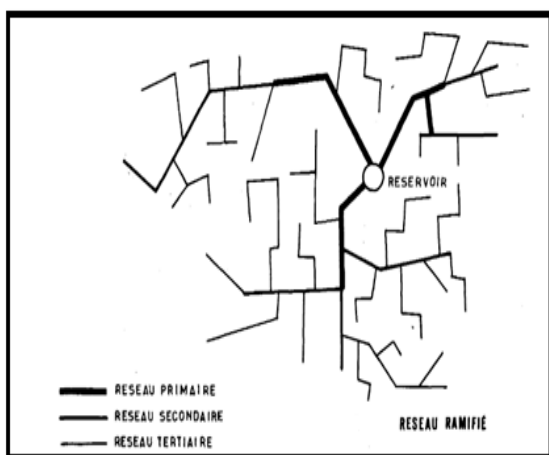 RESERVOIR
RESEAU PRIMAIRE
RESEAU SECONDAIRE
RESEAU TERTIAIRE
RESEAU RAMIFIÉ